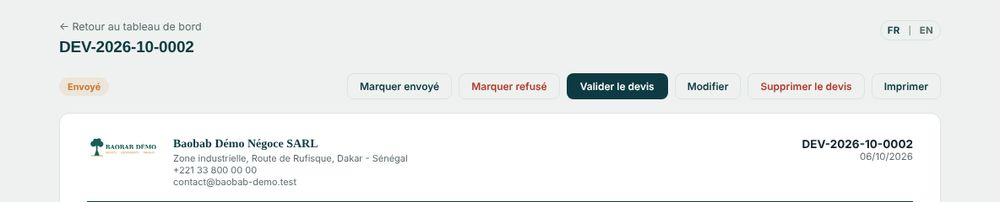 ← Retour au tableau de bord
FR | EN
DEV-2026-10-0002
Envoyé
Marquer envoyé
Marquer refusé
Valider le devis
Modifier
Supprimer le devis
Imprimer
BAOBAB DÉMO
Baobab Démo Négoce SARL
DEV-2026-10-0002
Zone industrielle, Route de Rufisque, Dakar - Sénégal
06/10/2026
+221 33 800 00 00
contact@baobab-demo.test